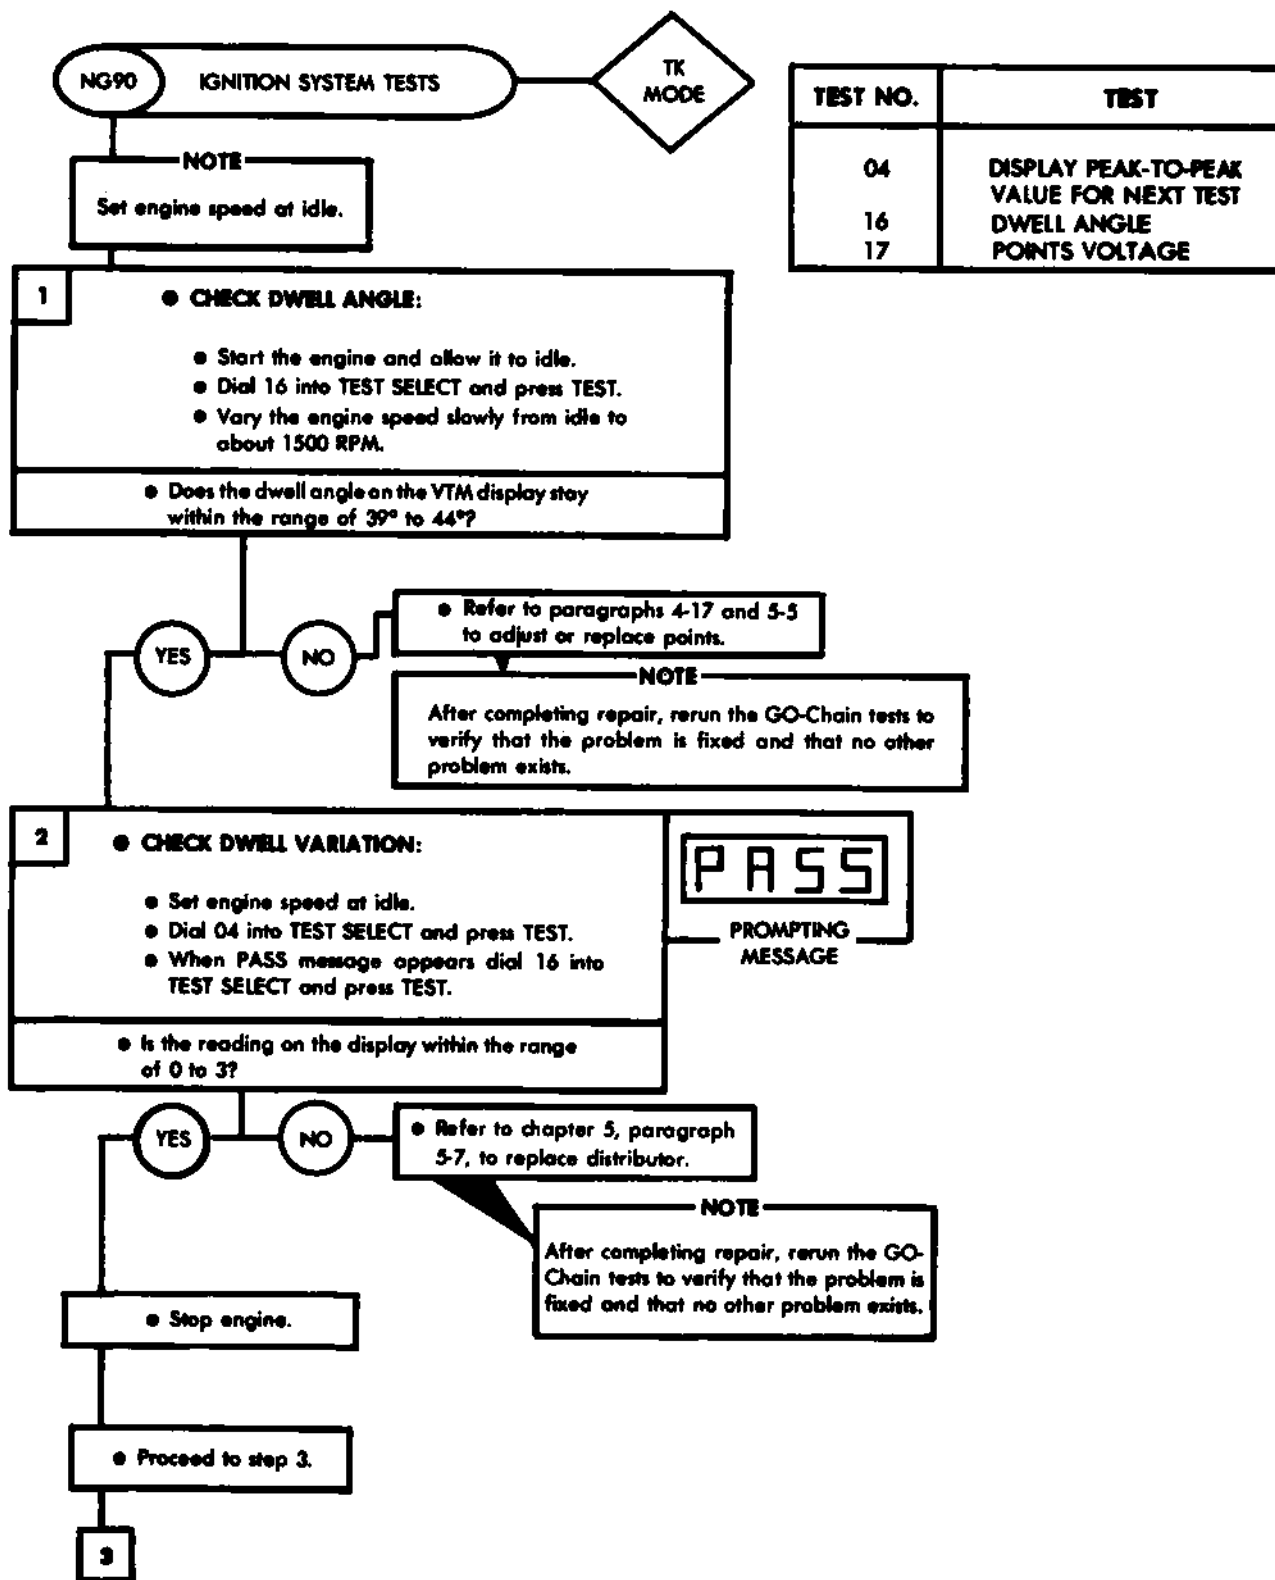 NG90 IGNITION SYSTEM TESTS
TK
MODE
TEST NO. TEST
04 DISPLAY PEAK-TO-PEAK
VALUE FOR NEXT TEST
16 DWELL ANGLE
17 POINTS VOLTAGE
NOTE
Set engine speed at idle.
1
● CHECK DWELL ANGLE:
● Start the engine and allow it to idle.
● Dial 16 into TEST SELECT and press TEST.
● Vary the engine speed slowly from idle to
about 1500 RPM.
● Does the dwell angle on the VTM display stay
within the range of 39° to 44°?
YES
NO
● Refer to paragraphs 4-17 and 5-5
to adjust or replace points.
NOTE
After completing repair, rerun the GO-Chain tests to
verify that the problem is fixed and that no other
problem exists.
2
● CHECK DWELL VARIATION:
● Set engine speed at idle.
● Dial 04 into TEST SELECT and press TEST.
● When PASS message appears dial 16 into
TEST SELECT and press TEST.
PASS
PROMPTING
MESSAGE
● Is the reading on the display within the range
of 0 to 3?
YES
NO
● Refer to chapter 5, paragraph
5-7, to replace distributor.
NOTE
After completing repair, rerun the GO-
Chain tests to verify that the problem is
fixed and that no other problem exists.
● Stop engine.
● Proceed to step 3.
3